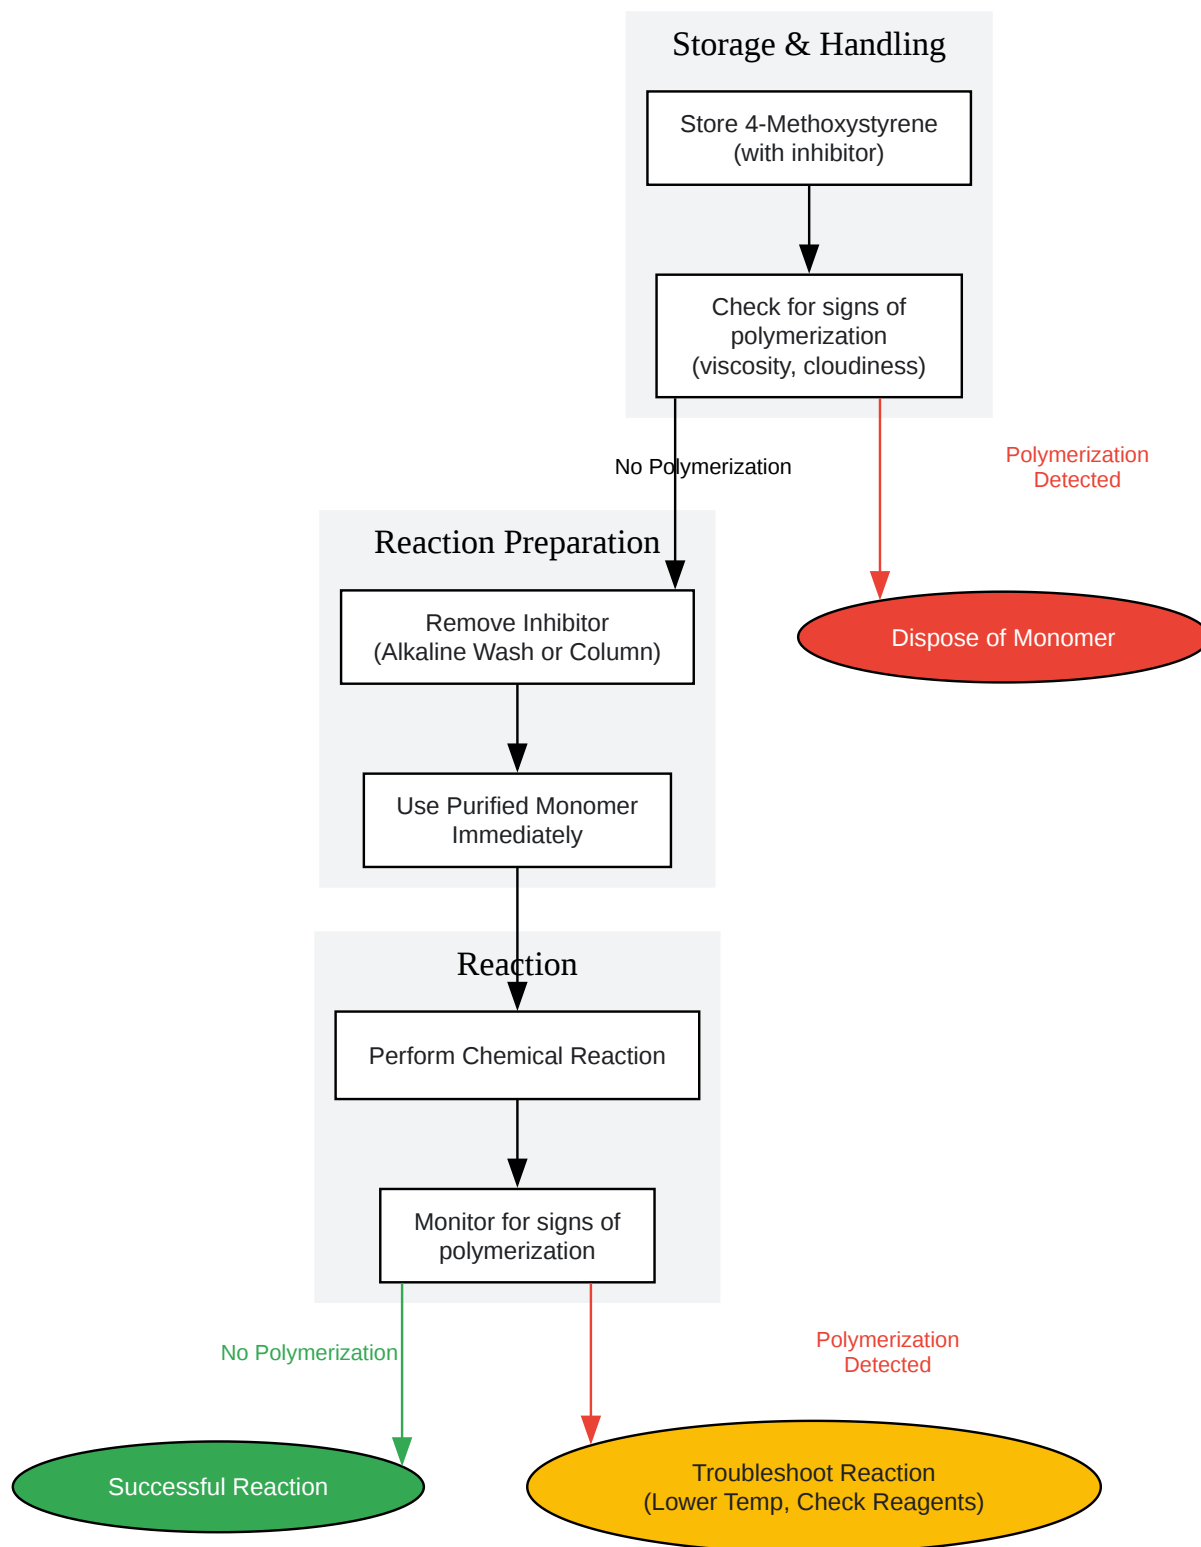 Storage & Handling
Store 4-Methoxystyrene
(with inhibitor)
Check for signs of
polymerization
(viscosity, cloudiness)
No Polymerization
Polymerization
Detected
Reaction Preparation
Remove Inhibitor
(Alkaline Wash or Column)
Dispose of Monomer
Use Purified Monomer
Immediately
Reaction
Perform Chemical Reaction
Monitor for signs of
polymerization
No Polymerization
Polymerization
Detected
Successful Reaction
Troubleshoot Reaction
(Lower Temp, Check Reagents)